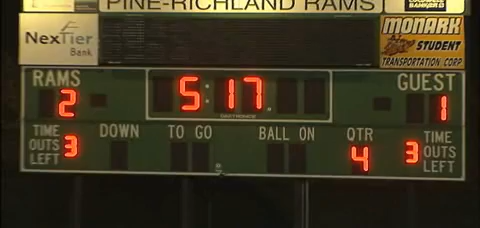 PINE-RICHLAND RAMS
NexTier
Bank
MONARK
STUDENT
TRANSPORTATION CORP.
RAMS
GUEST
2
5:17
1
DAKTRONICS
TIME
OUTS
LEFT
3
DOWN
TO GO
BALL ON
QTR
4
3
TIME
OUTS
LEFT